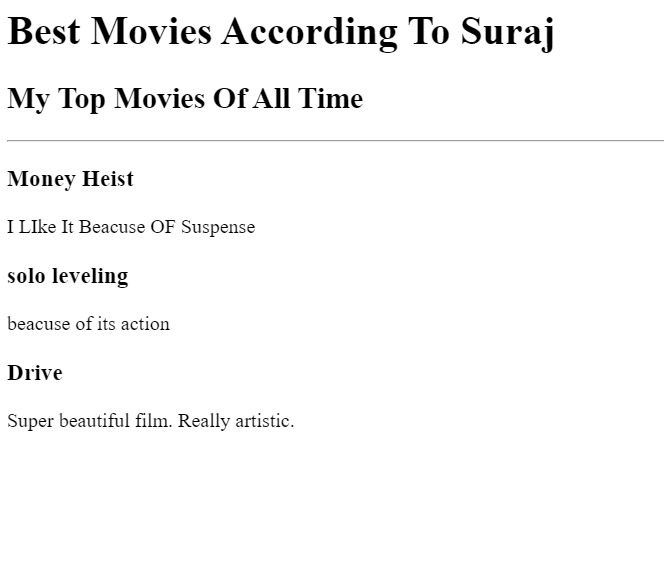 Best Movies According To Suraj
My Top Movies Of All Time
Money Heist
I LIke It Beacuse OF Suspense
solo leveling
beacuse of its action
Drive
Super beautiful film. Really artistic.